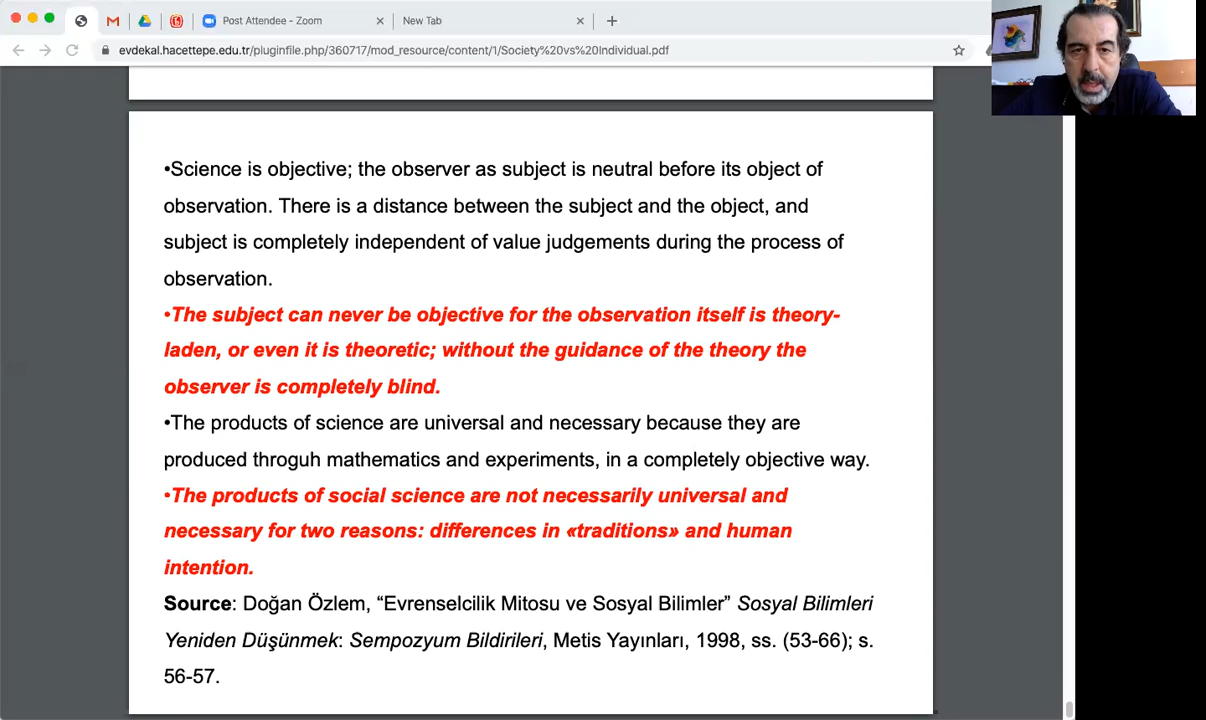 Post Attendee - Zoom
New Tab
evdekal.hacettepe.edu.tr/pluginfile.php/360717/mod_resource/content/1/Society%20vs%20Individual.pdf
•Science is objective; the observer as subject is neutral before its object of
observation. There is a distance between the subject and the object, and
subject is completely independent of value judgements during the process of
observation.
•The subject can never be objective for the observation itself is theory-
laden, or even it is theoretic; without the guidance of the theory the
observer is completely blind.
•The products of science are universal and necessary because they are
produced throguh mathematics and experiments, in a completely objective way.
•The products of social science are not necessarily universal and
necessary for two reasons: differences in «traditions» and human
intention.
Source: Doğan Özlem, “Evrenselcilik Mitosu ve Sosyal Bilimler” Sosyal Bilimleri
Yeniden Düşünmek: Sempozyum Bildirileri, Metis Yayınları, 1998, ss. (53-66); s.
56-57.